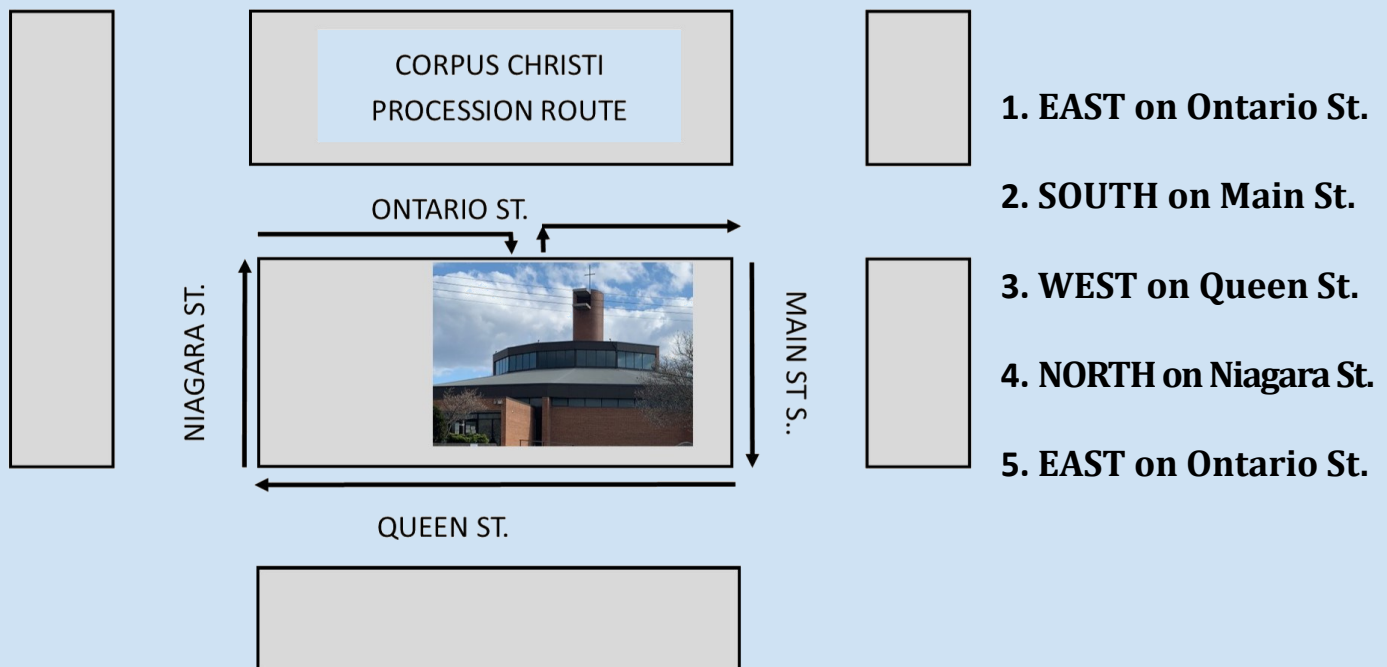 CORPUS CHRISTI
PROCESSION ROUTE
ONTARIO ST.
NIAGARA ST.
MAIN ST S..
QUEEN ST.
1. EAST on Ontario St.
2. SOUTH on Main St.
3. WEST on Queen St.
4. NORTH on Niagara St.
5. EAST on Ontario St.